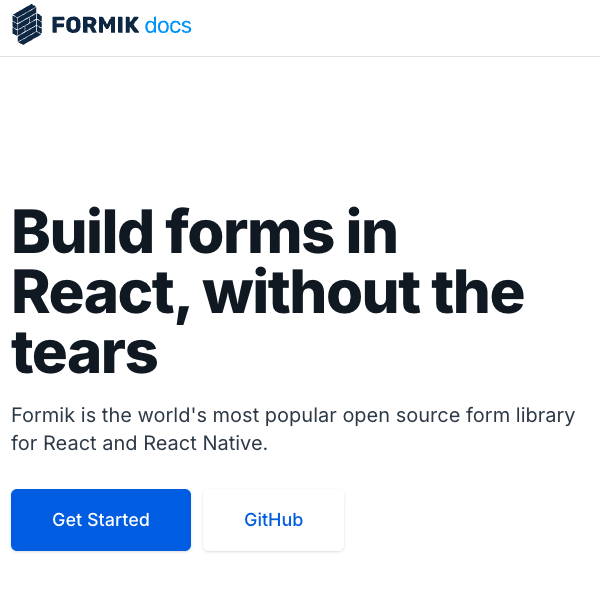 FORMIK docs
Build forms in
React, without the
tears
Formik is the world's most popular open source form library
for React and React Native.
Get Started
GitHub